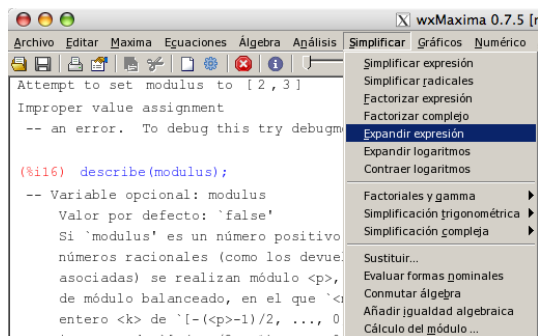 wxMaxima 0.7.5 [
Archivo Editar Maxima Ecuaciones Álgebra Análisis Simplificar Gráficos Numérico
Attempt to set modulus to [2,3]
Improper value assignment
-- an error. To debug this try debugm
(%i16) describe(modulus);
-- Variable opcional: modulus
Valor por defecto: `false'
Si `modulus' es un número positivo
números racionales (como los devue
asociadas) se realizan módulo <p>,
de módulo balanceado, en el que `<
entero <k> de `[-(<p>-1)/2, ..., 0
Simplificar expresión
Simplificar radicales
Factorizar expresión
Factorizar complejo
Expandir expresión
Expandir logaritmos
Contraer logaritmos
Factoriales y gamma
Simplificación trigonométrica
Simplificación compleja
Sustituir...
Evaluar formas nominales
Conmutar álgebra
Añadir igualdad algebraica
Cálculo del módulo ...